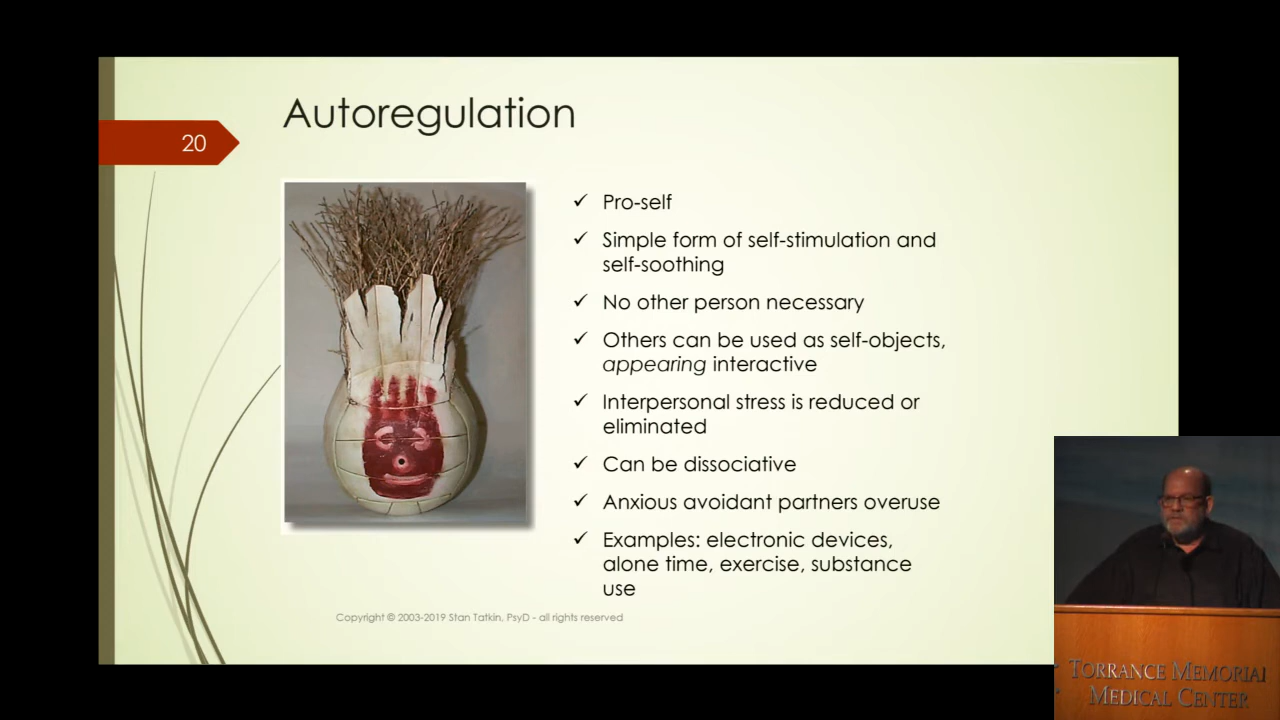 Autoregulation
20
✓ Pro-self
✓ Simple form of self-stimulation and
self-soothing
✓ No other person necessary
✓ Others can be used as self-objects,
appearing interactive
✓ Interpersonal stress is reduced or
eliminated
✓ Can be dissociative
✓ Anxious avoidant partners overuse
✓ Examples: electronic devices,
alone time, exercise, substance
use
Copyright © 2003-2019 Stan Tatkin, PsyD - all rights reserved
TORRANCE MEMORIAL
MEDICAL CENTER